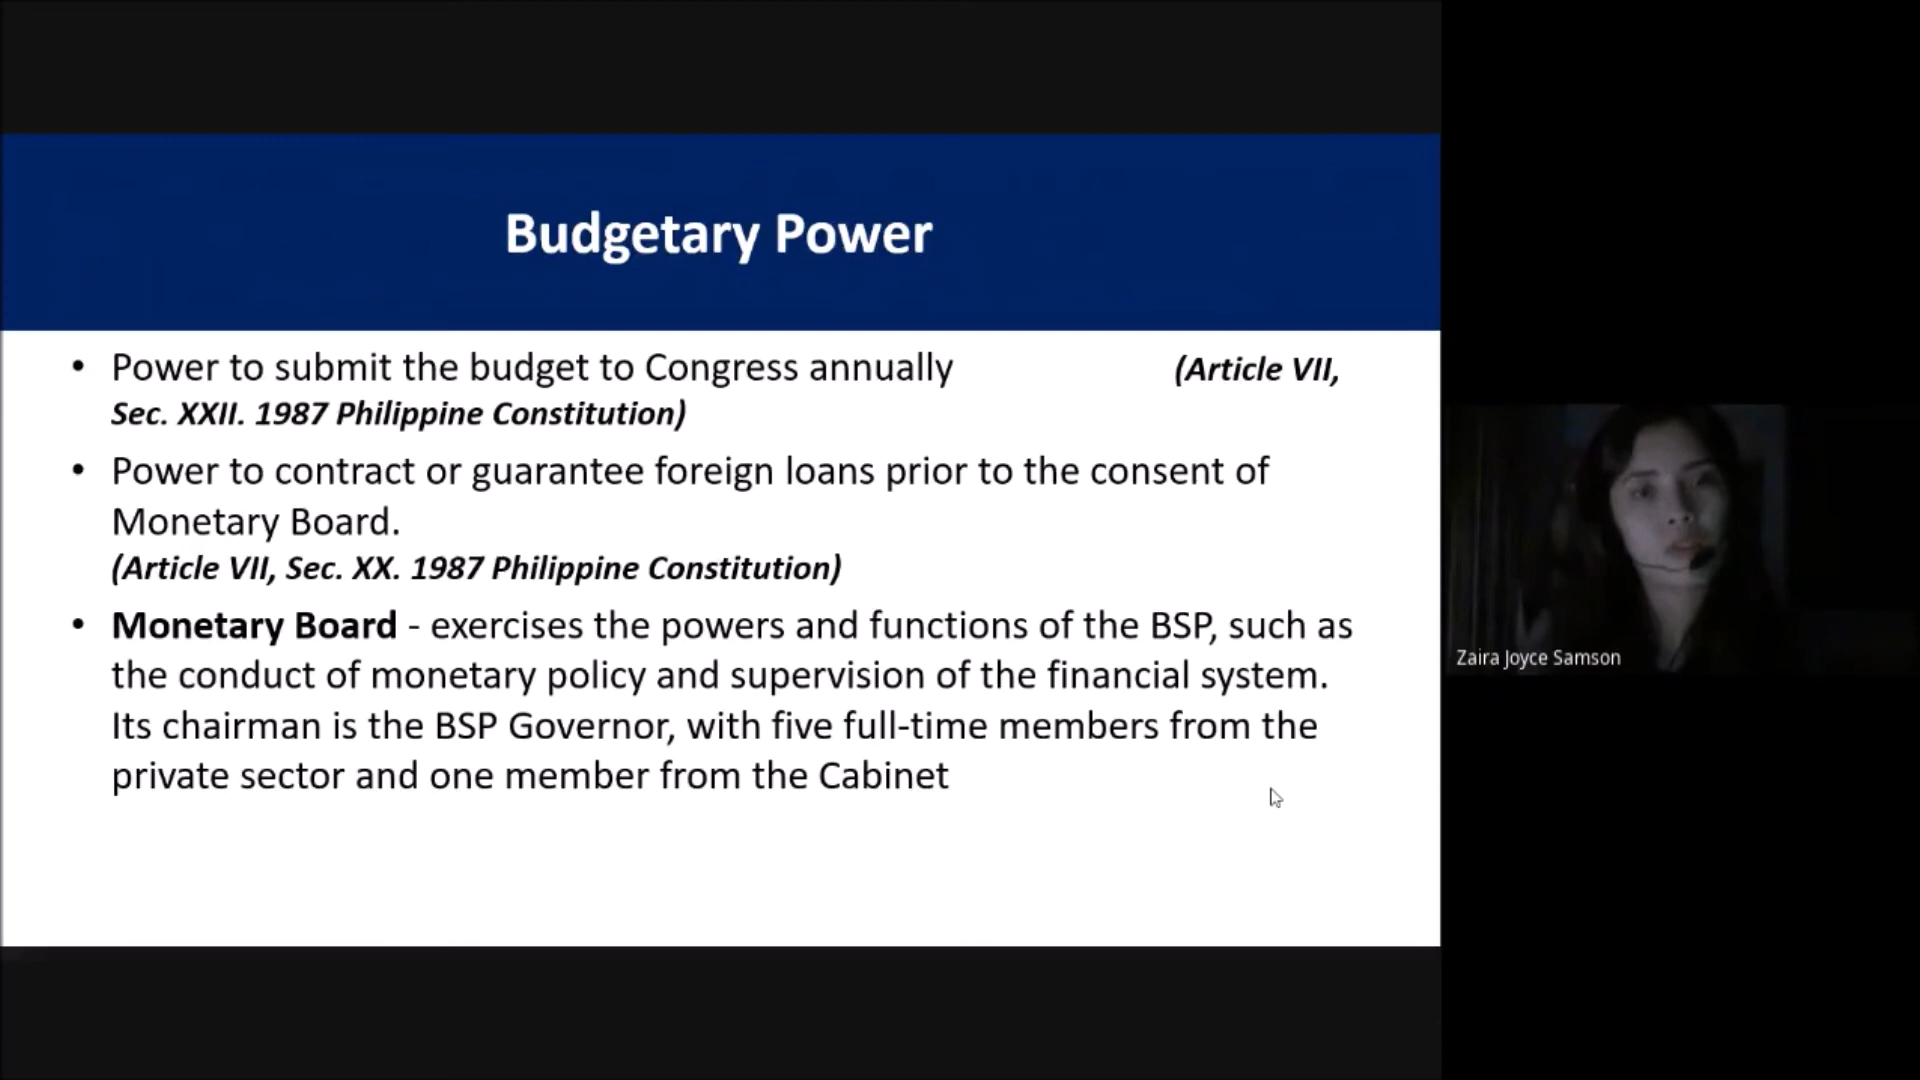 Budgetary Power
• Power to submit the budget to Congress annually (Article VII,
Sec. XXII. 1987 Philippine Constitution)
• Power to contract or guarantee foreign loans prior to the consent of
Monetary Board.
(Article VII, Sec. XX. 1987 Philippine Constitution)
• Monetary Board - exercises the powers and functions of the BSP, such as
the conduct of monetary policy and supervision of the financial system.
Its chairman is the BSP Governor, with five full-time members from the
private sector and one member from the Cabinet
Zaira Joyce Samson